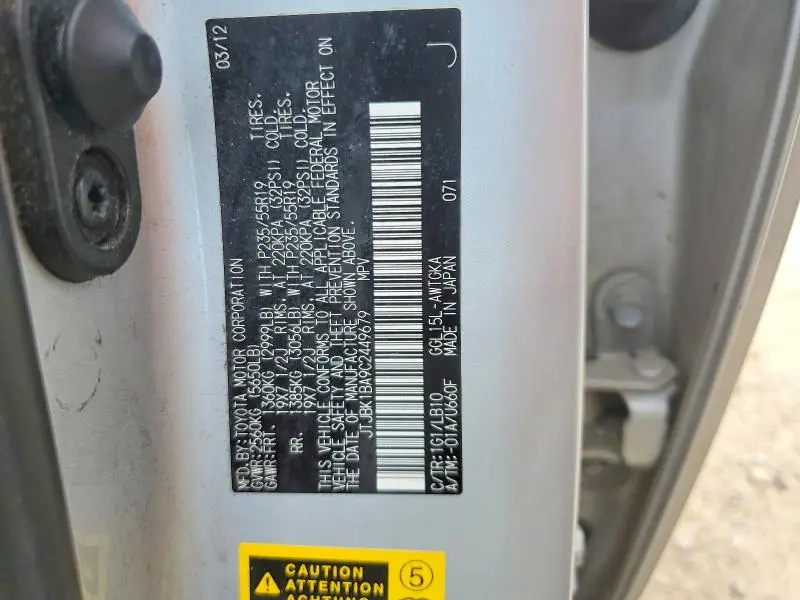 MFD. BY: TOYOTA MOTOR CORPORATION 03/12
GVWR: 2560KG (5650LB)
GAWR: FRT. 1360KG (2999LB) WITH P235/55R19 TIRES.
19X7 1/2J RIMS, AT 220KPA (32PSI) COLD.
RR. 1385KG (3056LB) WITH P235/55R19 TIRES.
19X7 1/2J RIMS, AT 220KPA (32PSI) COLD.
THIS VEHICLE CONFORMS TO ALL APPLICABLE FEDERAL MOTOR
VEHICLE SAFETY AND THEFT PREVENTION STANDARDS IN EFFECT ON
THE DATE OF MANUFACTURE SHOWN ABOVE.
JTJBK1BA9C2449679 MPV
C/TR: 1G1/LB10 GGL15L-AWTGKA 071 J
A/TM: -01A/U660F MADE IN JAPAN
CAUTION
ATTENTION
ACHTUNG
5